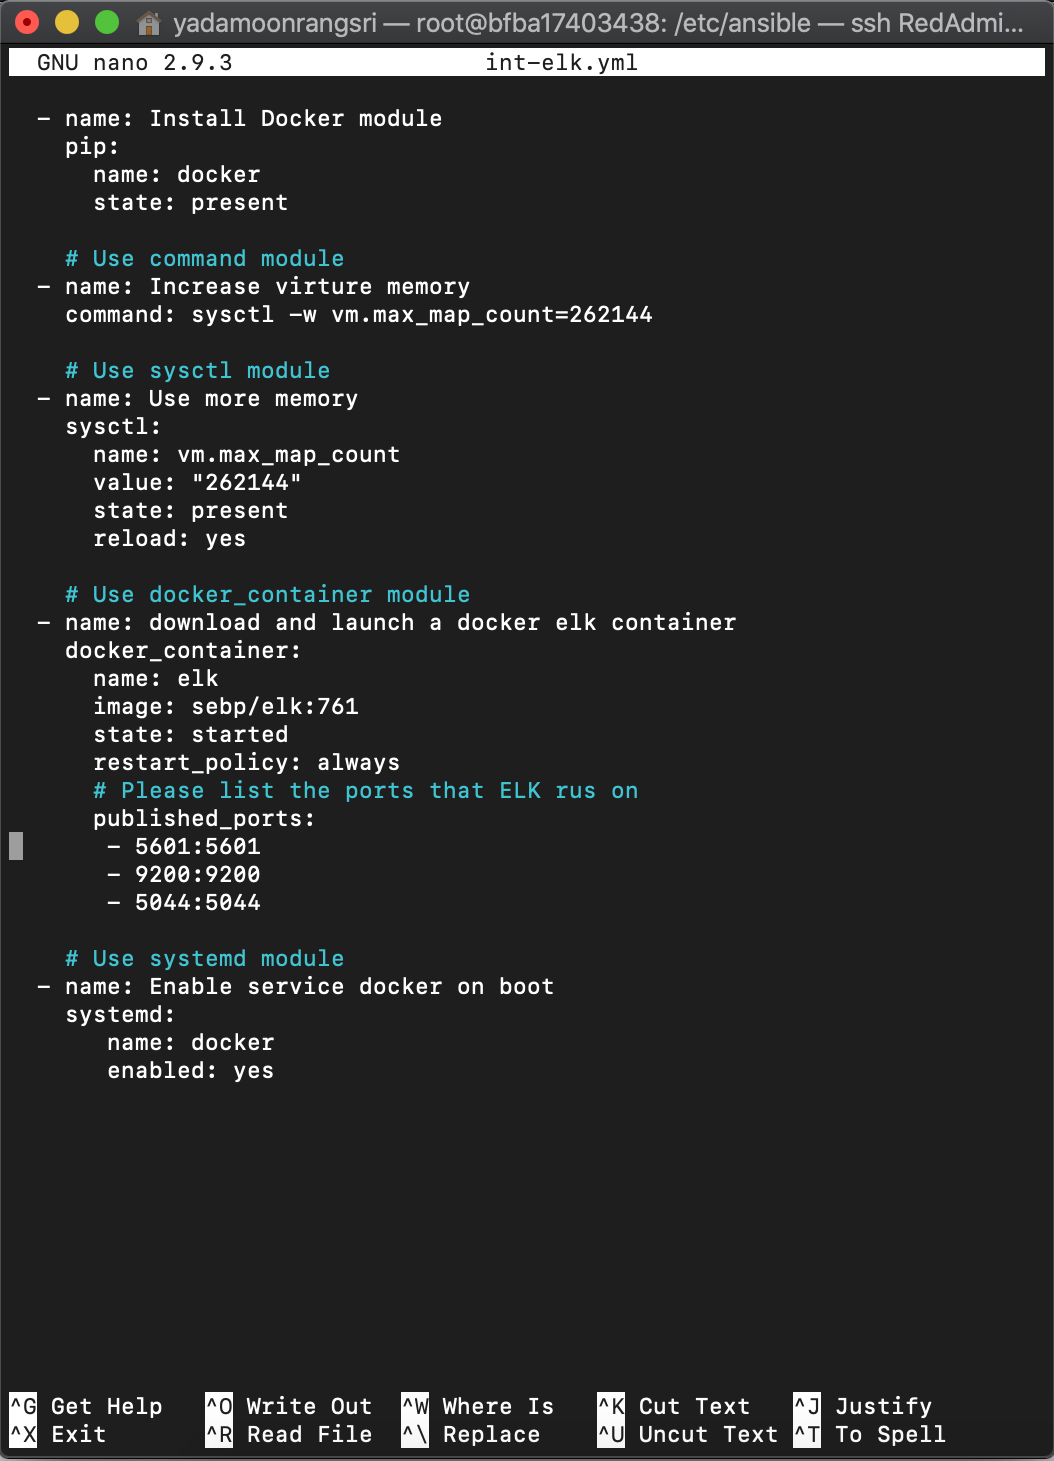 yadamoonrangsri — root@bfba17403438: /etc/ansible — ssh RedAdmi...
GNU nano 2.9.3 int-elk.yml
- name: Install Docker module
pip:
name: docker
state: present
# Use command module
- name: Increase virture memory
command: sysctl -w vm.max_map_count=262144
# Use sysctl module
- name: Use more memory
sysctl:
name: vm.max_map_count
value: "262144"
state: present
reload: yes
# Use docker_container module
- name: download and launch a docker elk container
docker_container:
name: elk
image: sebp/elk:761
state: started
restart_policy: always
# Please list the ports that ELK rus on
published_ports:
- 5601:5601
- 9200:9200
- 5044:5044
# Use systemd module
- name: Enable service docker on boot
systemd:
name: docker
enabled: yes
^G Get Help ^O Write Out ^W Where Is ^K Cut Text ^J Justify
^X Exit ^R Read File ^\ Replace ^U Uncut Text ^T To Spell